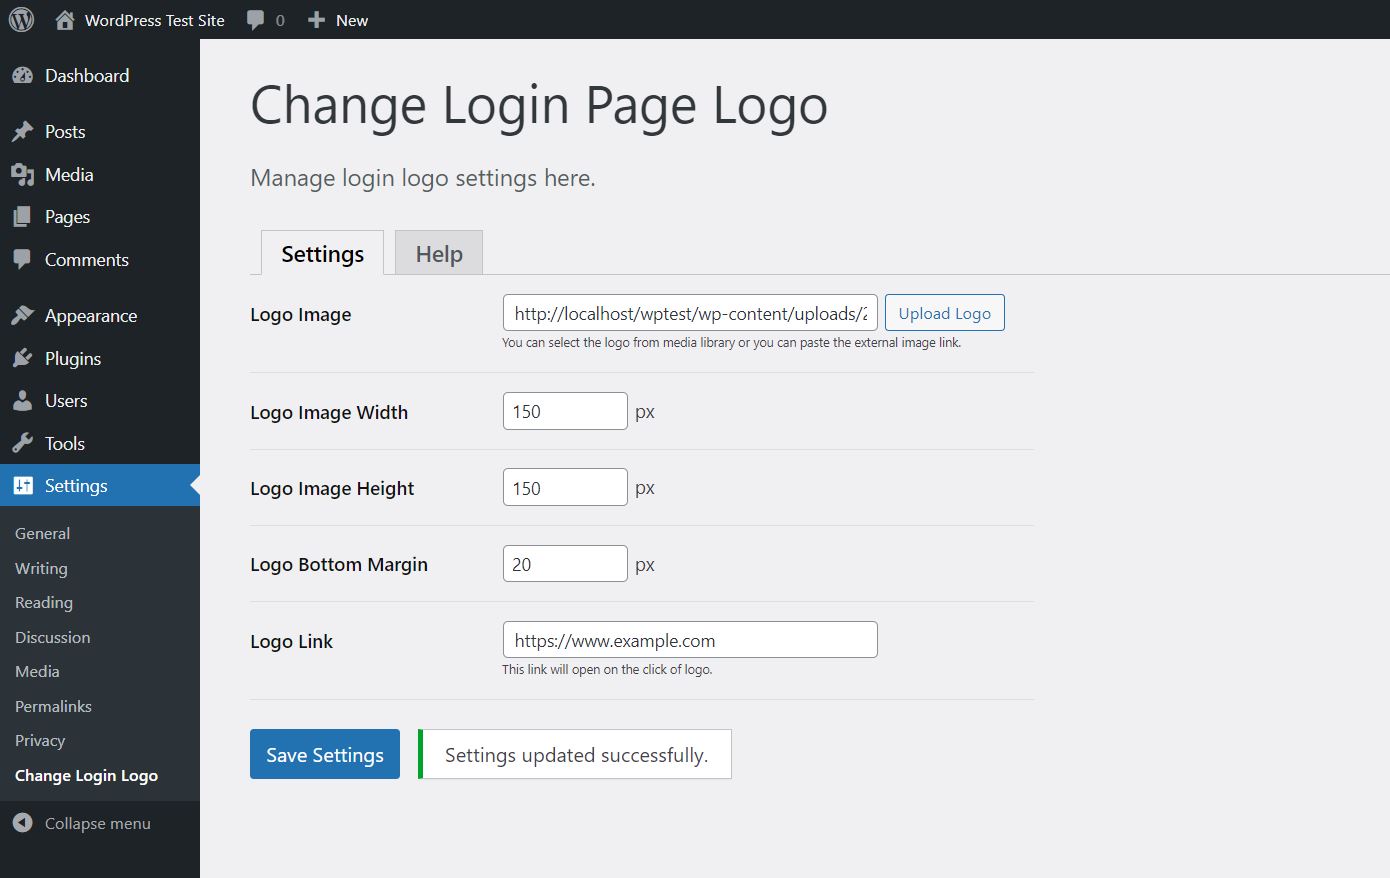 WordPress Test Site 0 New
Dashboard
Posts
Media
Pages
Comments
Appearance
Plugins
Users
Tools
Settings
General
Writing
Reading
Discussion
Media
Permalinks
Privacy
Change Login Logo
Collapse menu
Change Login Page Logo
Manage login logo settings here.
Settings Help
Logo Image http://localhost/wptest/wp-content/uploads/2 Upload Logo
You can select the logo from media library or you can paste the external image link.
Logo Image Width 150 px
Logo Image Height 150 px
Logo Bottom Margin 20 px
Logo Link https://www.example.com
This link will open on the click of logo.
Save Settings Settings updated successfully.